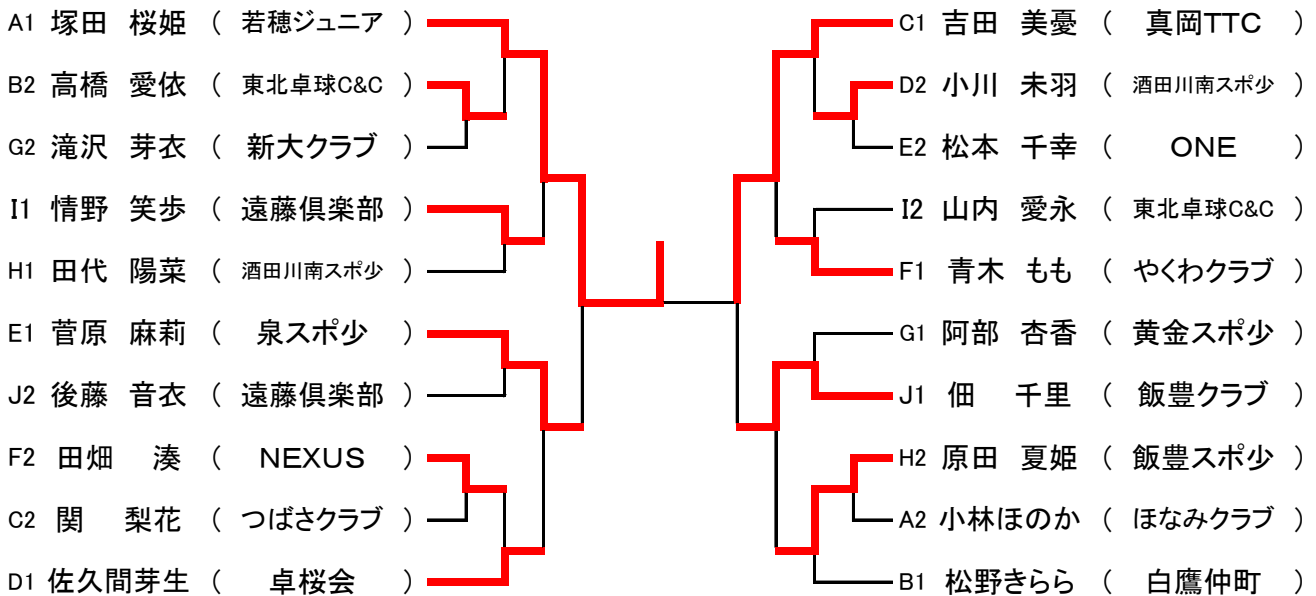 A1 塚田 桜姫 ( 若穂ジュニア )
B2 高橋 愛依 ( 東北卓球C&C )
G2 滝沢 芽衣 ( 新大クラブ )
I1 情野 笑歩 ( 遠藤倶楽部 )
H1 田代 陽菜 ( 酒田川南スポ少 )
E1 菅原 麻莉 ( 泉スポ少 )
J2 後藤 音衣 ( 遠藤倶楽部 )
F2 田畑 湊 ( NEXUS )
C2 関 梨花 ( つばさクラブ )
D1 佐久間芽生 ( 卓桜会 )
C1 吉田 美憂 ( 真岡TTC )
D2 小川 未羽 ( 酒田川南スポ少 )
E2 松本 千幸 ( ONE )
I2 山内 愛永 ( 東北卓球C&C )
F1 青木 もも ( やくわクラブ )
G1 阿部 杏香 ( 黄金スポ少 )
J1 佃 千里 ( 飯豊クラブ )
H2 原田 夏姫 ( 飯豊スポ少 )
A2 小林ほのか ( ほなみクラブ )
B1 松野きらら ( 白鷹仲町 )